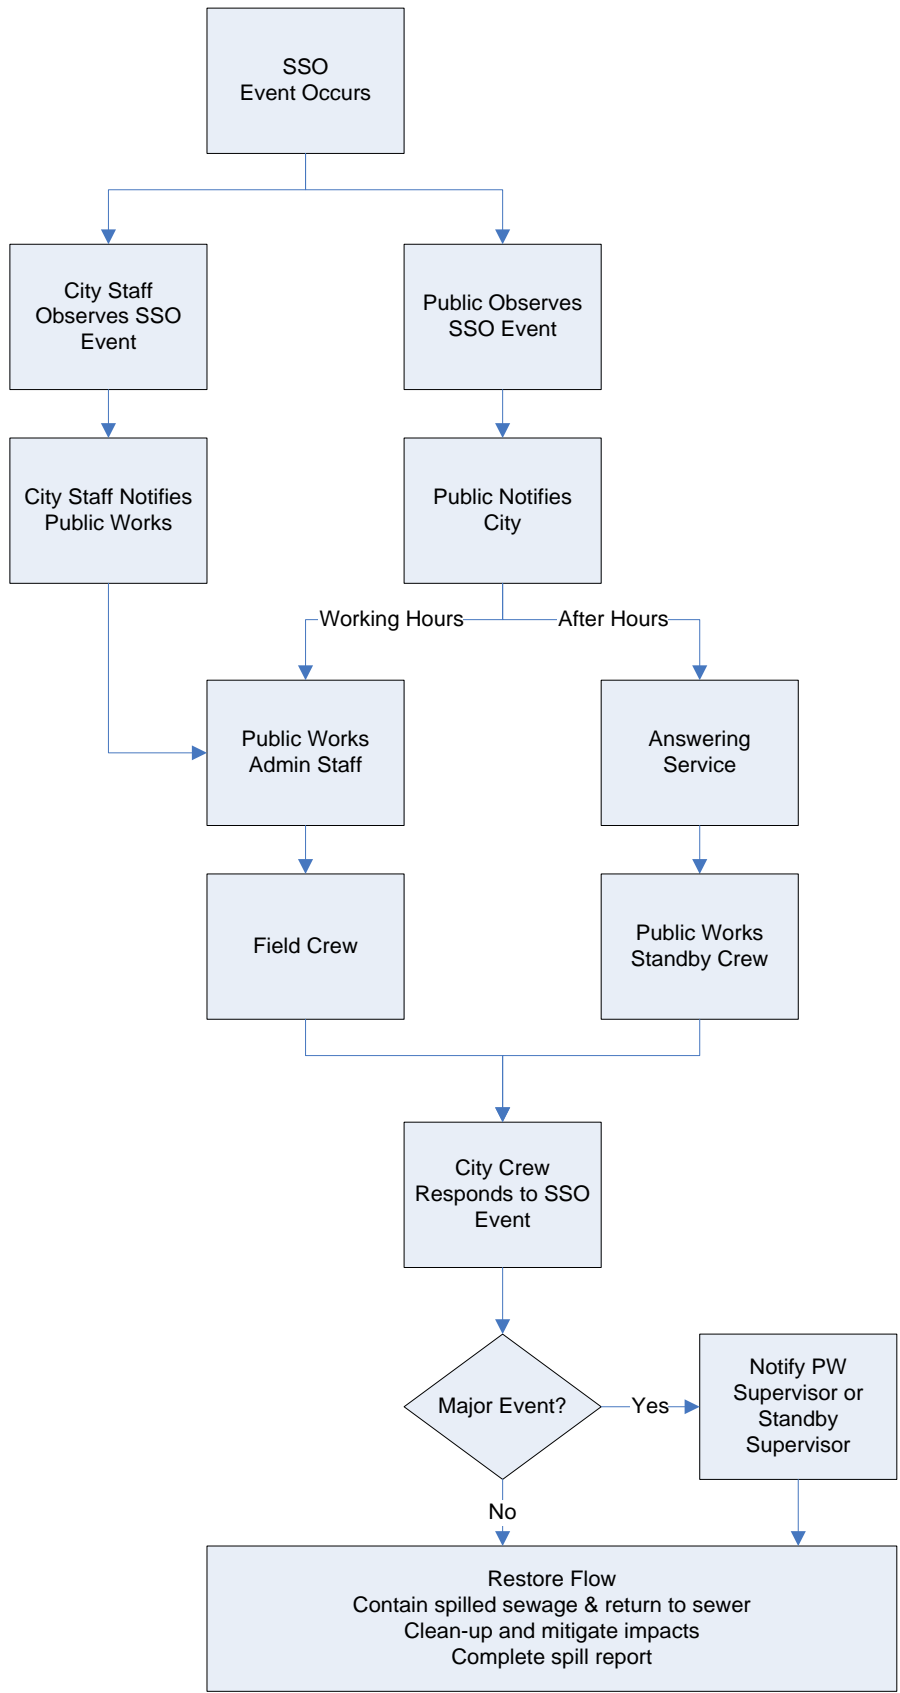 SSO
Event Occurs
City Staff
Observes SSO
Event
Public Observes
SSO Event
City Staff Notifies
Public Works
Public Notifies
City
Working Hours
After Hours
Public Works
Admin Staff
Answering
Service
Field Crew
Public Works
Standby Crew
City Crew
Responds to SSO
Event
Major Event?
Yes
Notify PW
Supervisor or
Standby
Supervisor
No
Restore Flow
Contain spilled sewage & return to sewer
Clean-up and mitigate impacts
Complete spill report